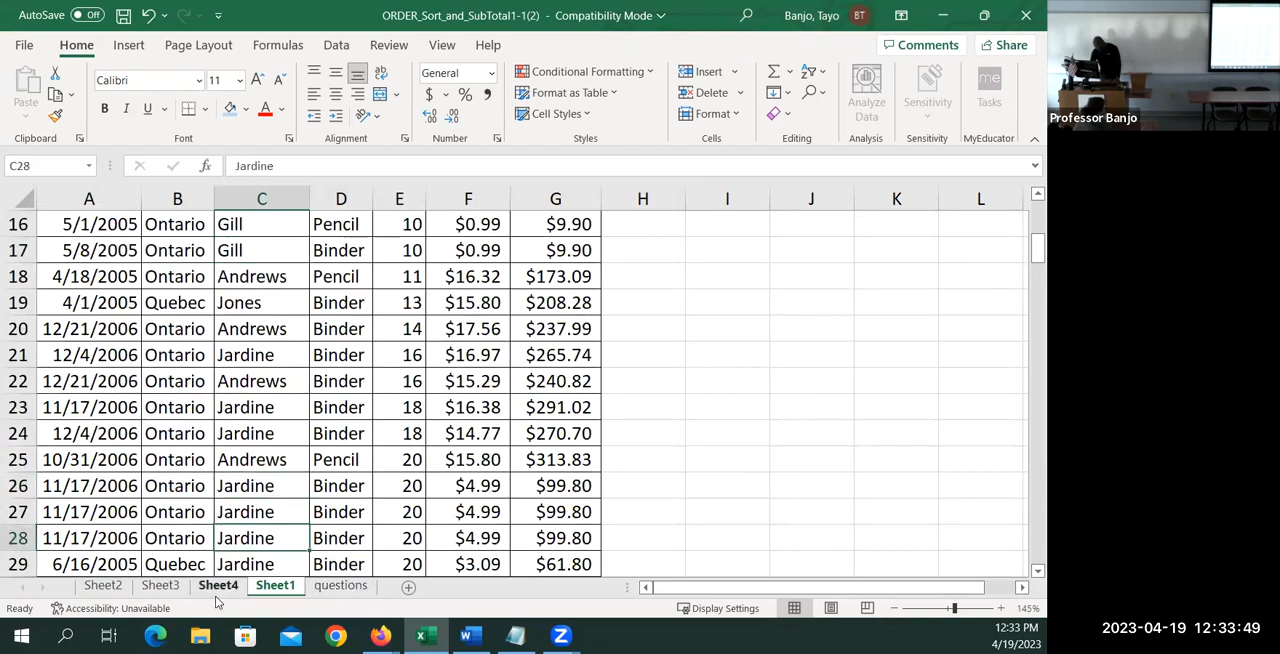 AutoSave Off ORDER_Sort_and_SubTotal1-1(2) - Compatibility Mode Banjo, Tayo BT
File Home Insert Page Layout Formulas Data Review View Help Comments Share
Paste Calibri 11 A A General Conditional Formatting Insert Analyze Data Sensitivity Tasks
Format as Table Delete
B I U A $ % Cell Styles Format
Clipboard Font Alignment Number Styles Cells Editing Analysis Sensitivity MyEducator
C28 fx Jardine
A B C D E F G H I J K L
16 5/1/2005 Ontario Gill Pencil 10 $0.99 $9.90
17 5/8/2005 Ontario Gill Binder 10 $0.99 $9.90
18 4/18/2005 Ontario Andrews Pencil 11 $16.32 $173.09
19 4/1/2005 Quebec Jones Binder 13 $15.80 $208.28
20 12/21/2006 Ontario Andrews Binder 14 $17.56 $237.99
21 12/4/2006 Ontario Jardine Binder 16 $16.97 $265.74
22 12/21/2006 Ontario Andrews Binder 16 $15.29 $240.82
23 11/17/2006 Ontario Jardine Binder 18 $16.38 $291.02
24 12/4/2006 Ontario Jardine Binder 18 $14.77 $270.70
25 10/31/2006 Ontario Andrews Pencil 20 $15.80 $313.83
26 11/17/2006 Ontario Jardine Binder 20 $4.99 $99.80
27 11/17/2006 Ontario Jardine Binder 20 $4.99 $99.80
28 11/17/2006 Ontario Jardine Binder 20 $4.99 $99.80
29 6/16/2005 Quebec Jardine Binder 20 $3.09 $61.80
Sheet2 Sheet3 Sheet4 Sheet1 questions
Ready Accessibility: Unavailable Display Settings 145%
12:33 PM
4/19/2023
Professor Banjo
2023-04-19 12:33:49